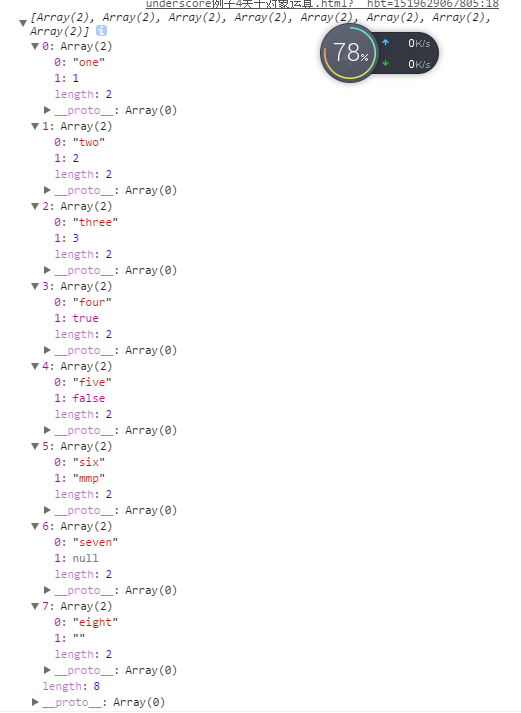 underscore例子4关于对象运算.html?__hbt=1519629067805:18
[Array(2), Array(2), Array(2), Array(2), Array(2), Array(2), Array(2),
Array(2)] i
0: Array(2)
0: "one"
1: 1
length: 2
__proto__: Array(0)
1: Array(2)
0: "two"
1: 2
length: 2
__proto__: Array(0)
2: Array(2)
0: "three"
1: 3
length: 2
__proto__: Array(0)
3: Array(2)
0: "four"
1: true
length: 2
__proto__: Array(0)
4: Array(2)
0: "five"
1: false
length: 2
__proto__: Array(0)
5: Array(2)
0: "six"
1: "mmp"
length: 2
__proto__: Array(0)
6: Array(2)
0: "seven"
1: null
length: 2
__proto__: Array(0)
7: Array(2)
0: "eight"
1: ""
length: 2
__proto__: Array(0)
length: 8
__proto__: Array(0)
78%
0K/s
0K/s